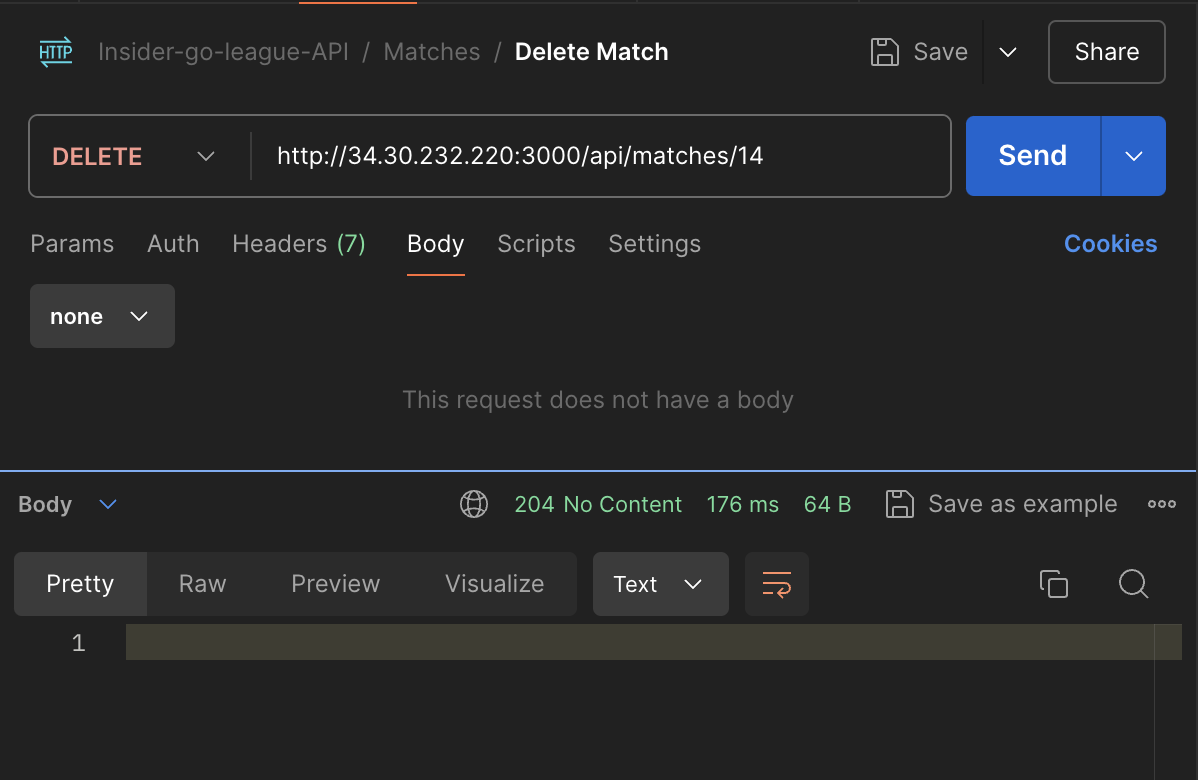 HTTP Insider-go-league-API / Matches / Delete Match Save Share
DELETE http://34.30.232.220:3000/api/matches/14 Send
Params Auth Headers (7) Body Scripts Settings Cookies
none
This request does not have a body
Body 204 No Content 176 ms 64 B Save as example
Pretty Raw Preview Visualize Text
1